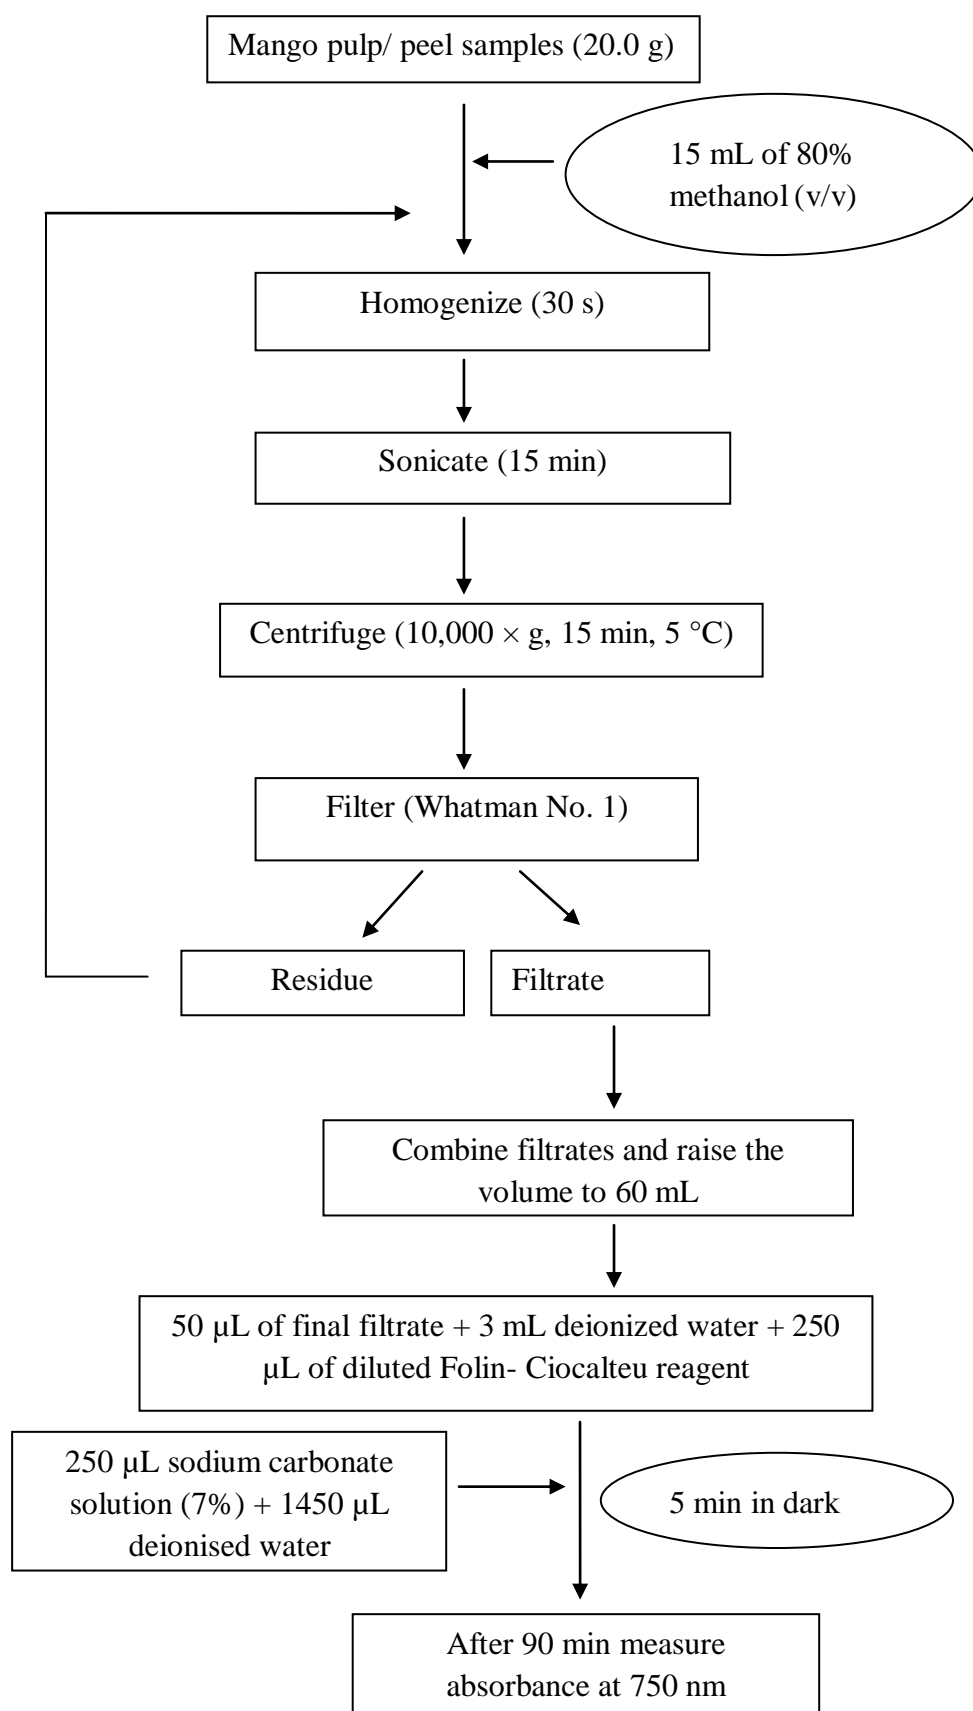 Mango pulp/ peel samples (20.0 g)
15 mL of 80%
methanol (v/v)
Homogenize (30 s)
Sonicate (15 min)
Centrifuge (10,000 × g, 15 min, 5 °C)
Filter (Whatman No. 1)
Residue
Filtrate
Combine filtrates and raise the
volume to 60 mL
50 µL of final filtrate + 3 mL deionized water + 250
µL of diluted Folin- Ciocalteu reagent
250 µL sodium carbonate
solution (7%) + 1450 µL
deionised water
5 min in dark
After 90 min measure
absorbance at 750 nm